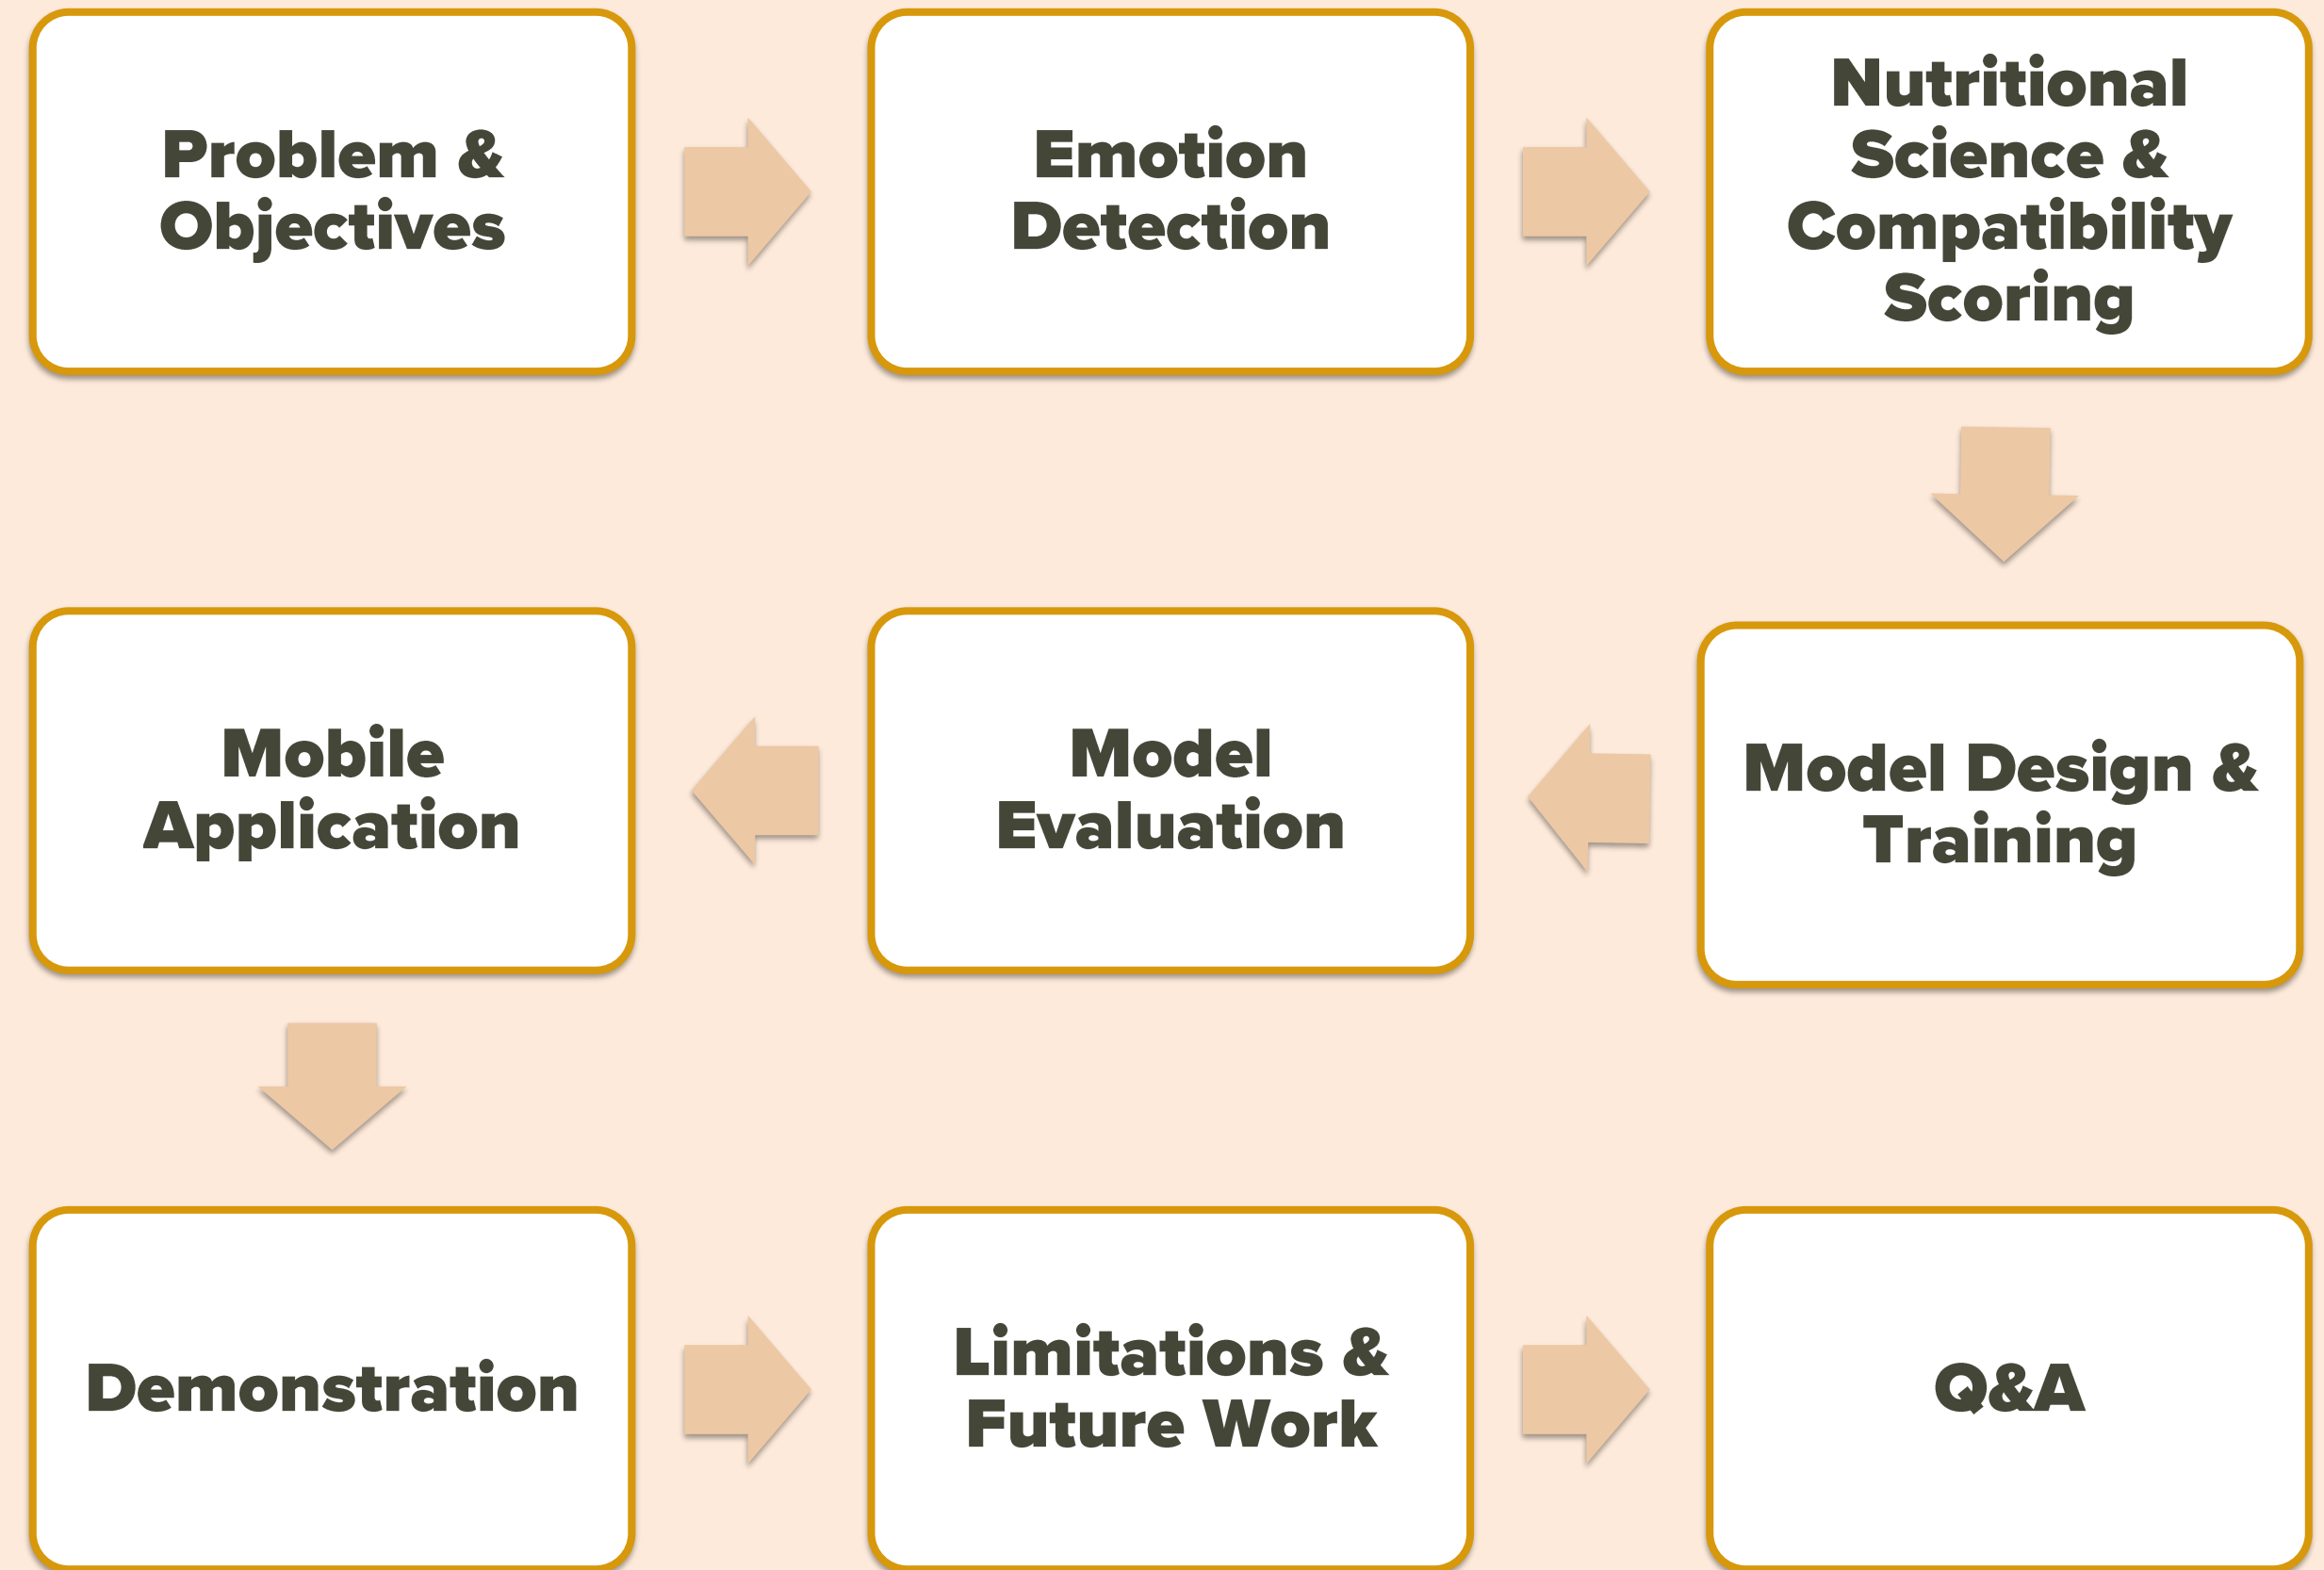 Problem &
Objectives
Emotion
Detection
Nutritional
Science &
Compatibility
Scoring
Model Design &
Training
Model
Evaluation
Mobile
Application
Demonstration
Limitations &
Future Work
Q&A